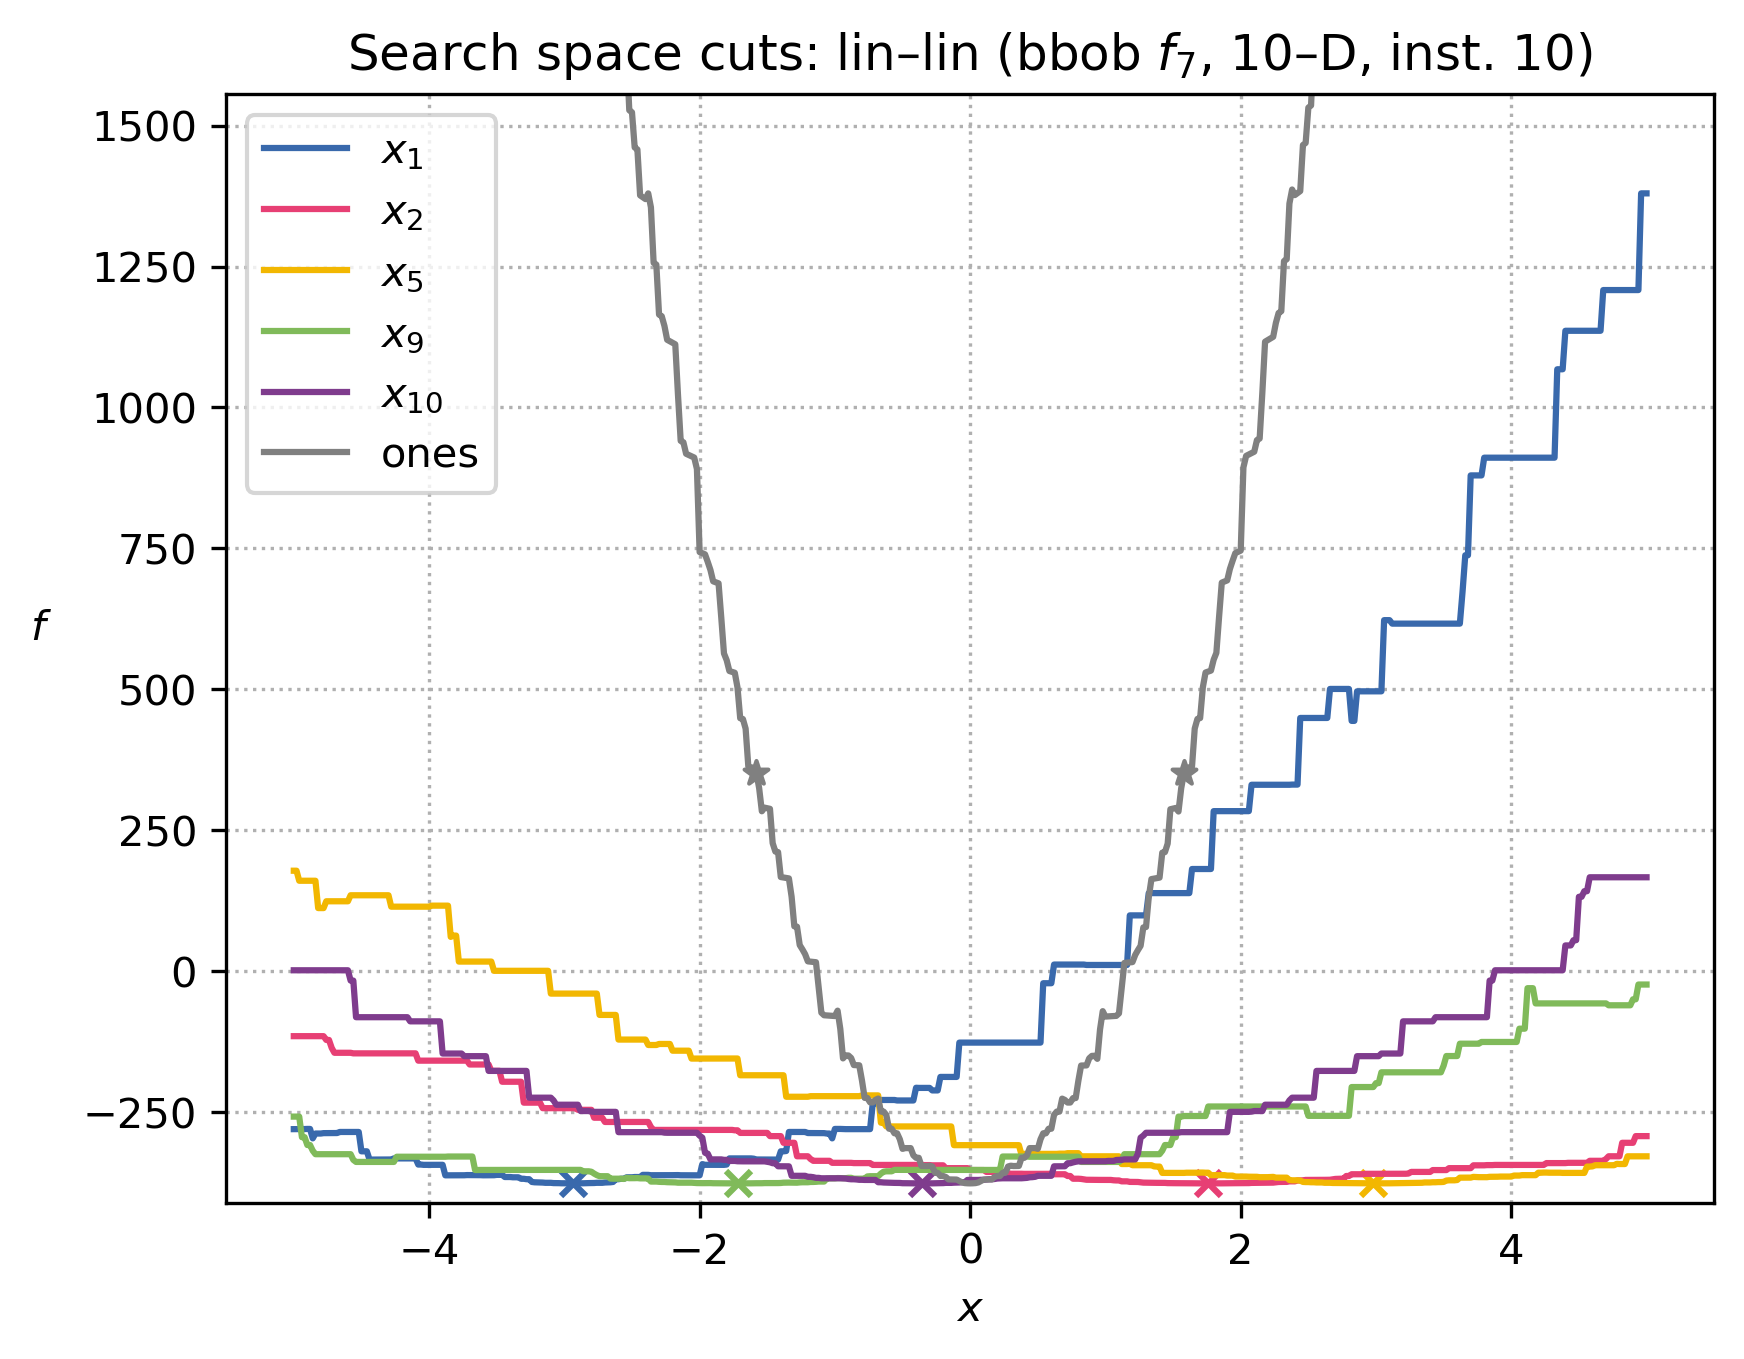 Search space cuts: lin–lin (bbob f₇, 10–D, inst. 10)
1500
1250
1000
750
500
250
0
−250
f
x₁
x₂
x₅
x₉
x₁₀
ones
−4
−2
0
2
4
x